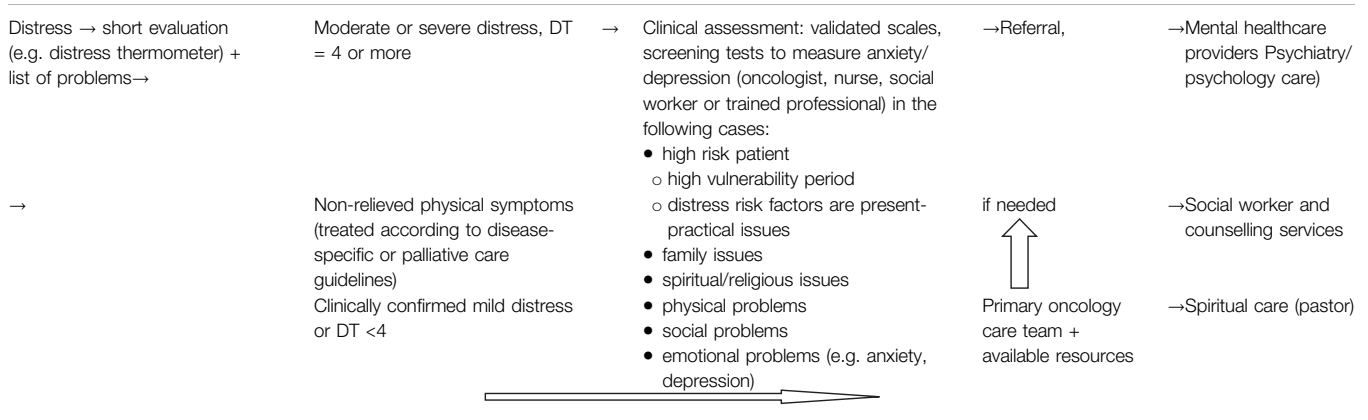 Distress → short evaluation
(e.g. distress thermometer) +
list of problems→
Moderate or severe distress, DT
= 4 or more
→
Clinical assessment: validated scales,
screening tests to measure anxiety/
depression (oncologist, nurse, social
worker or trained professional) in the
following cases:
● high risk patient
○ high vulnerability period
→Referral,
→Mental healthcare
providers Psychiatry/
psychology care)
→
Non-relieved physical symptoms
(treated according to disease-
specific or palliative care
guidelines)
○ distress risk factors are present-
practical issues
● family issues
● spiritual/religious issues
if needed
→Social worker and
counselling services
Clinically confirmed mild distress
or DT <4
● physical problems
● social problems
● emotional problems (e.g. anxiety,
depression)
Primary oncology
care team +
available resources
→Spiritual care (pastor)